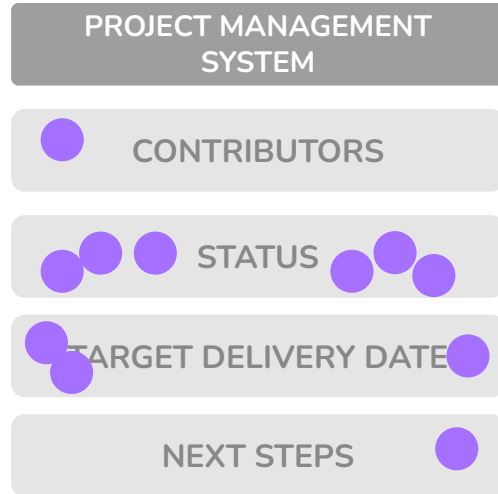 PROJECT MANAGEMENT
SYSTEM
CONTRIBUTORS
STATUS
TARGET DELIVERY DATE
NEXT STEPS